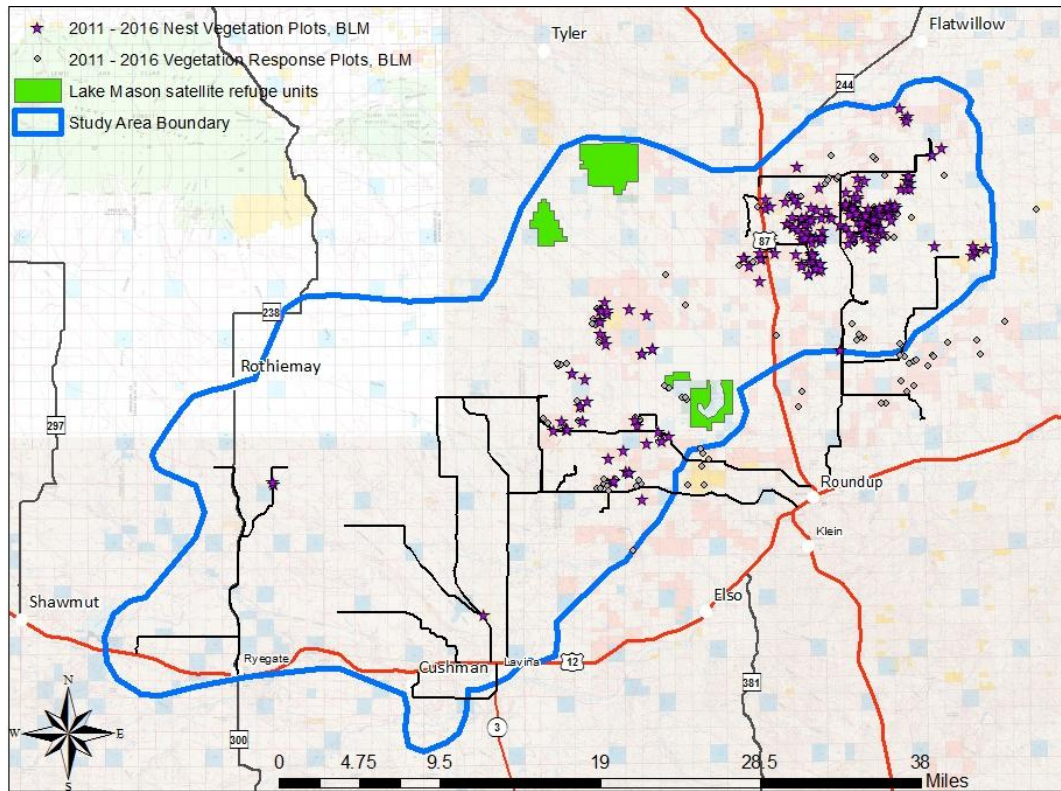 2011 - 2016 Nest Vegetation Plots, BLM
2011 - 2016 Vegetation Response Plots, BLM
Lake Mason satellite refuge units
Study Area Boundary
Tyler
Flatwillow
244
87
238
Rothiemay
297
Roundup
Klein
Shawmut
Elso
Ryegate
Cushman
Lavina
12
381
300
3
N
W E
S
0 4.75 9.5 19 28.5 38
Miles